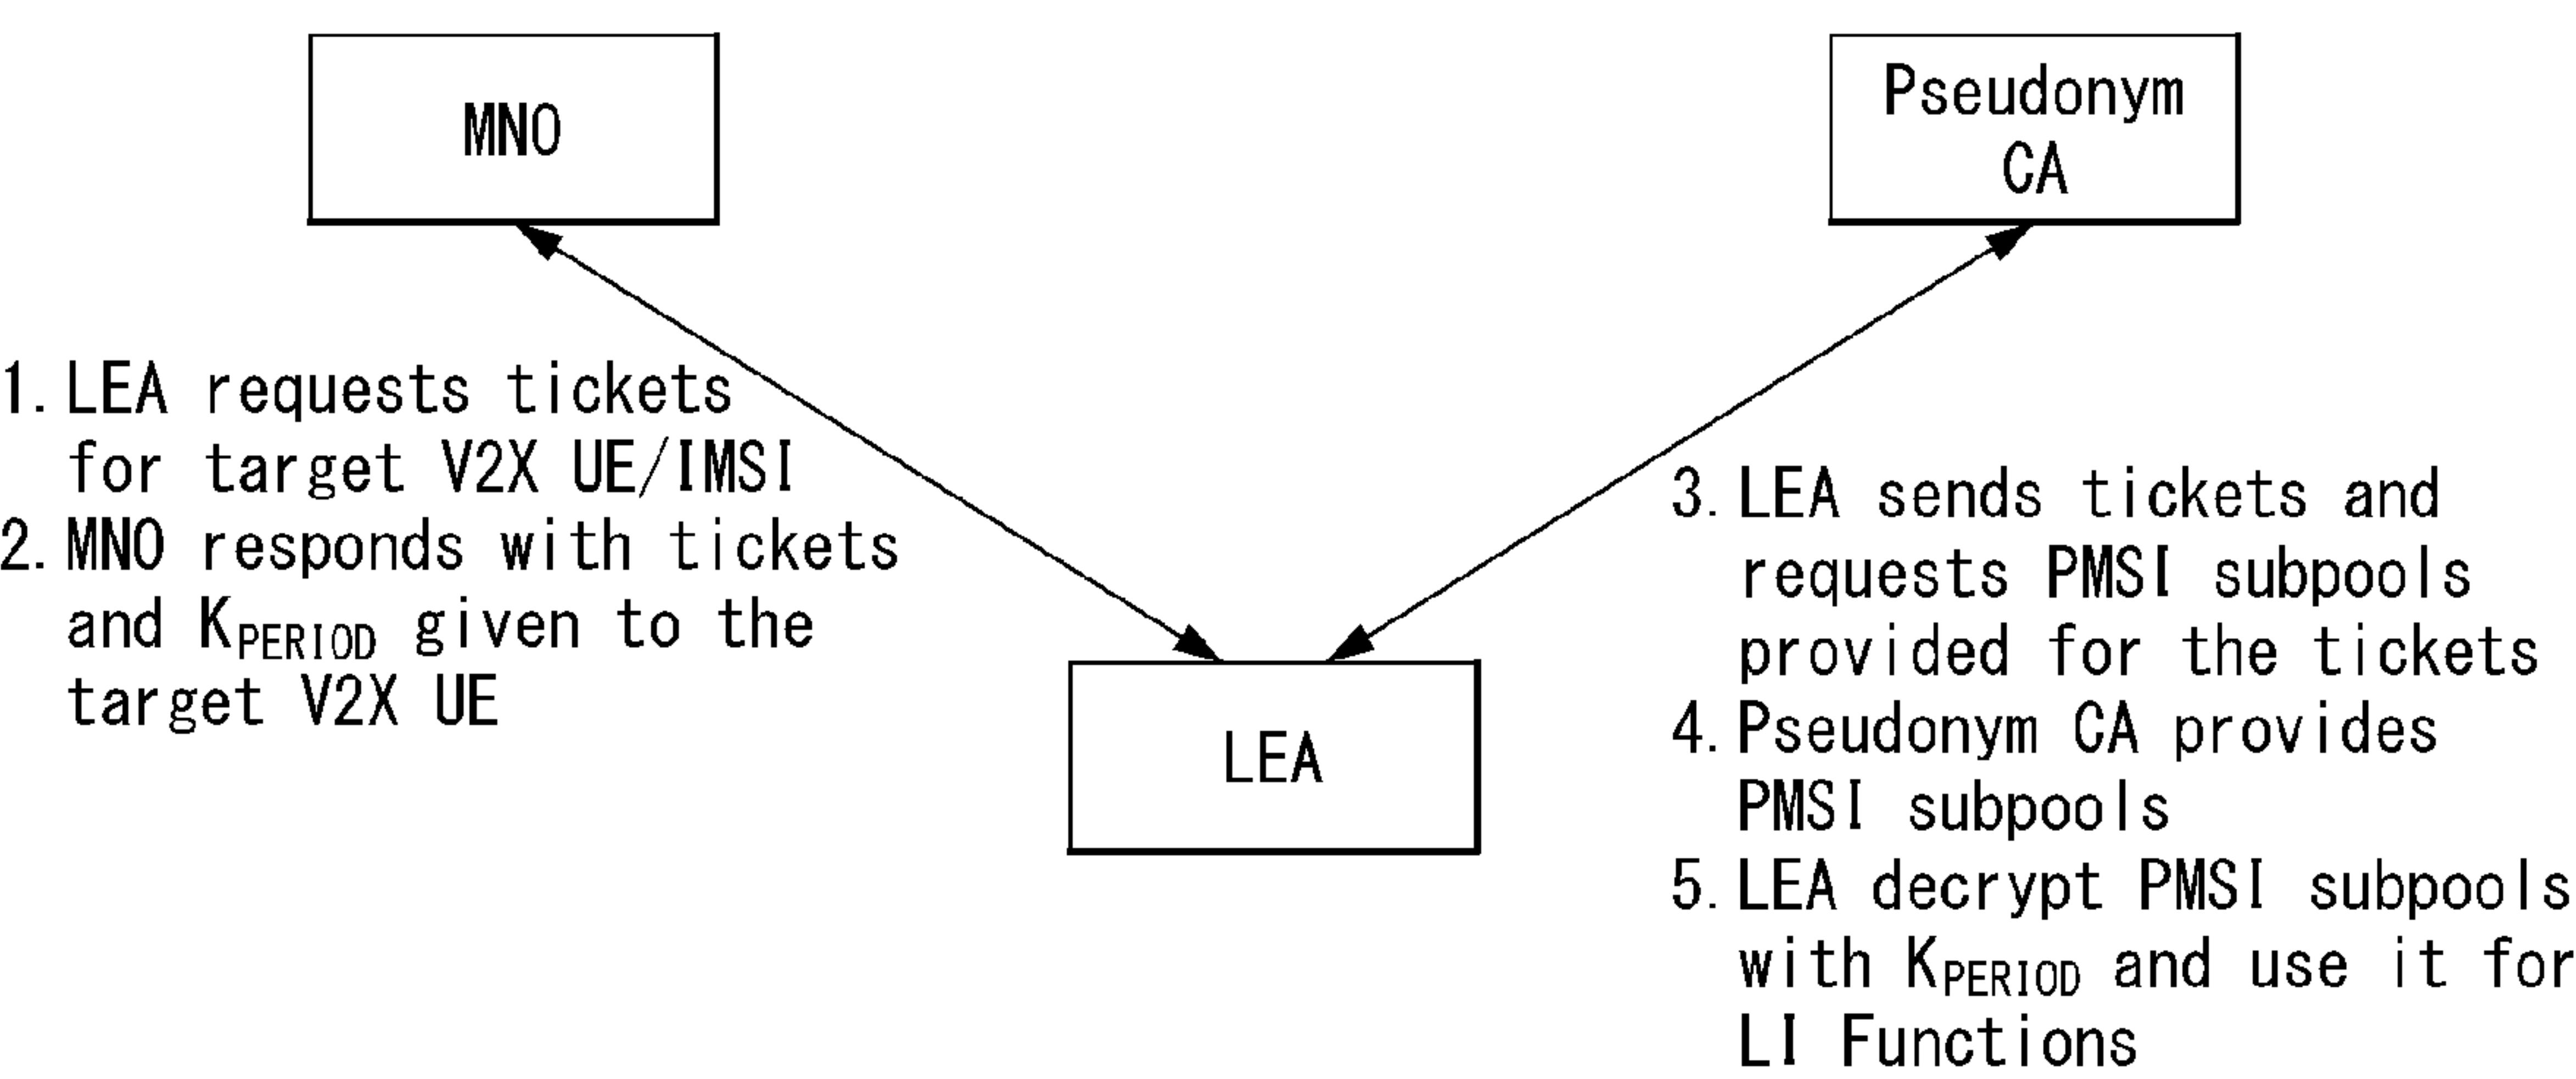 MNO
Pseudonym
CA
1. LEA requests tickets
for target V2X UE/IMSI
2. MNO responds with tickets
and KPERIOD given to the
target V2X UE
LEA
3. LEA sends tickets and
requests PMSI subpools
provided for the tickets
4. Pseudonym CA provides
PMSI subpools
5. LEA decrypt PMSI subpools
with KPERIOD and use it for
LI Functions